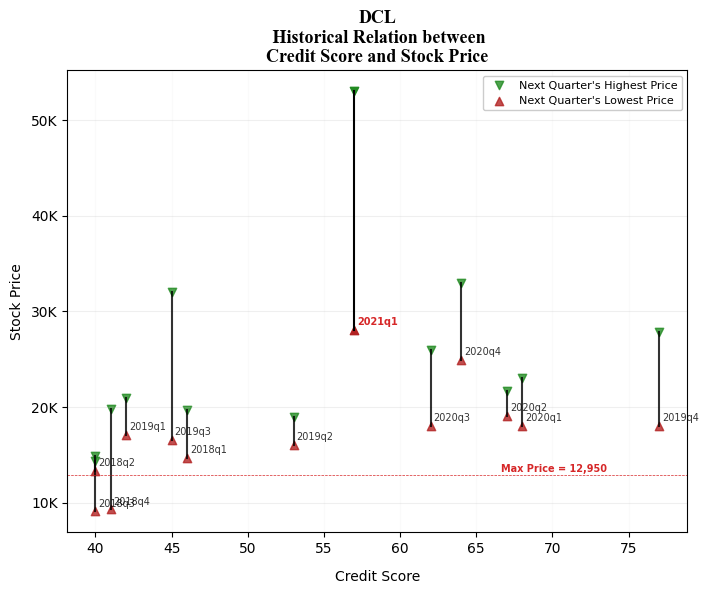 DCL
Historical Relation between
Credit Score and Stock Price
Next Quarter's Highest Price
Next Quarter's Lowest Price
Stock Price
50K
40K
30K
20K
10K
2021q1
2020q4
2019q3
2019q1
2018q1
2019q2
2020q3
2020q2
2020q1
2019q4
2018q2
Max Price = 12,950
2018q3
2018q4
40
45
50
55
60
65
70
75
Credit Score